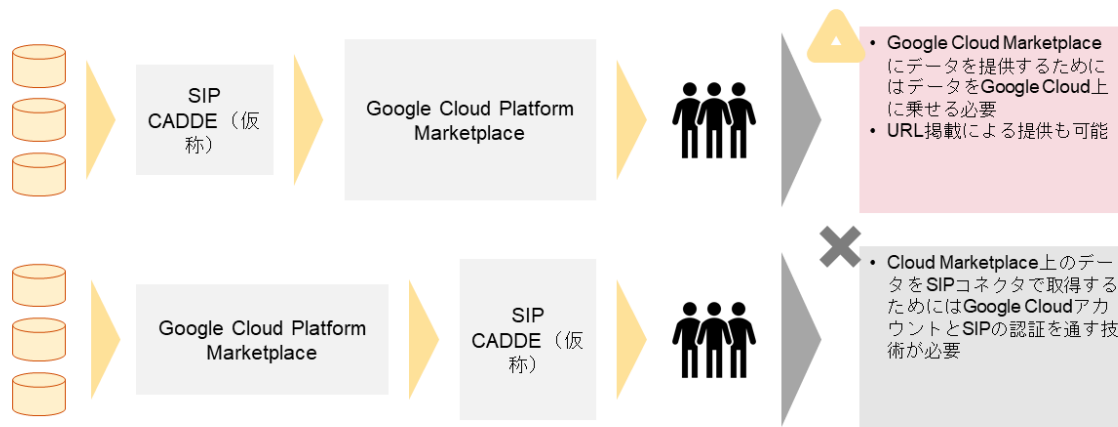 SIP
CADDE（仮
称）
Google Cloud Platform
Marketplace
• Google Cloud Marketplace
にデータを提供するために
はデータをGoogle Cloud上
に乗せる必要
• URL掲載による提供も可能
Google Cloud Platform
Marketplace
SIP
CADDE（仮
称）
• Cloud Marketplace上のデー
タをSIPコネクタで取得する
ためにはGoogle Cloudアカ
ウントとSIPの認証を通す技
術が必要